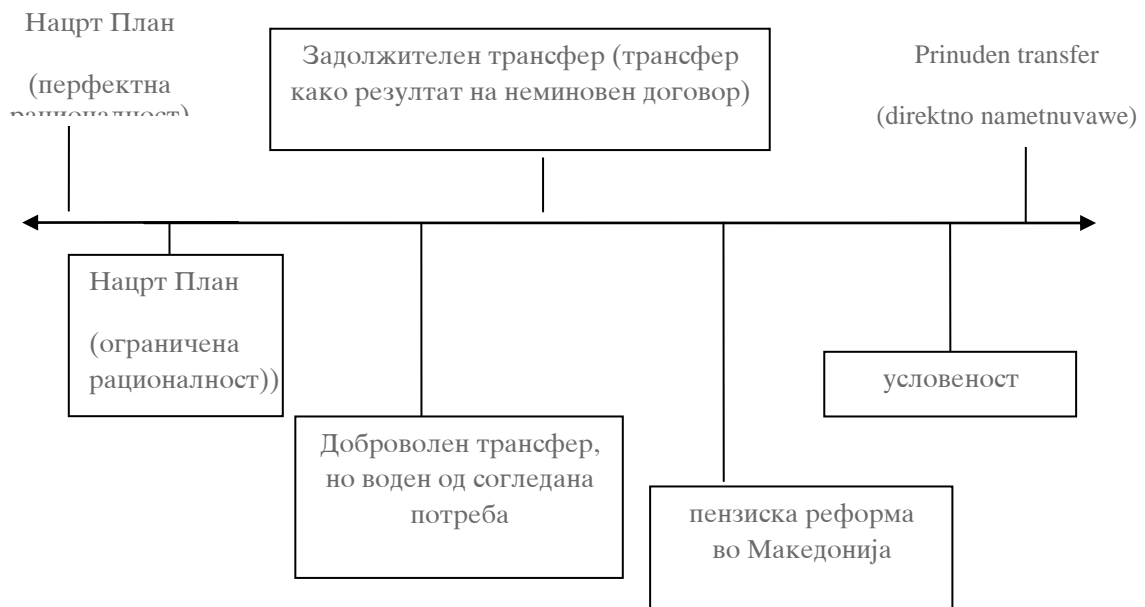 Нацрт План
(перфектна
рационалност)
Задолжителен трансфер (трансфер
како резултат на неминовен договор)
Prinuden transfer
(direktno nametnuvawe)
Нацрт План
(ограничена
рационалност))
Доброволен трансфер,
но воден од согледана
потреба
пензиска реформа
во Македонија
условеност